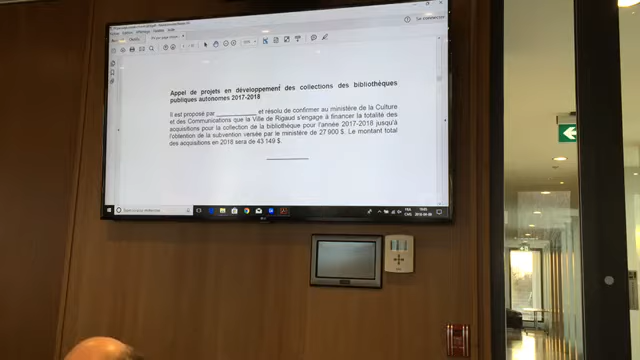 Se connecter
Appel de projets en développement des collections des bibliothèques
publiques autonomes 2017-2018
Il est proposé par ____________ et résolu de confirmer au ministère de la Culture
et des Communications que la Ville de Rigaud s'engage à financer la totalité des
acquisitions pour la collection de la bibliothèque pour l'année 2017-2018 jusqu'à
l'obtention de la subvention versée par le ministère de 27 900 $. Le montant total
des acquisitions en 2018 sera de 43 149 $.